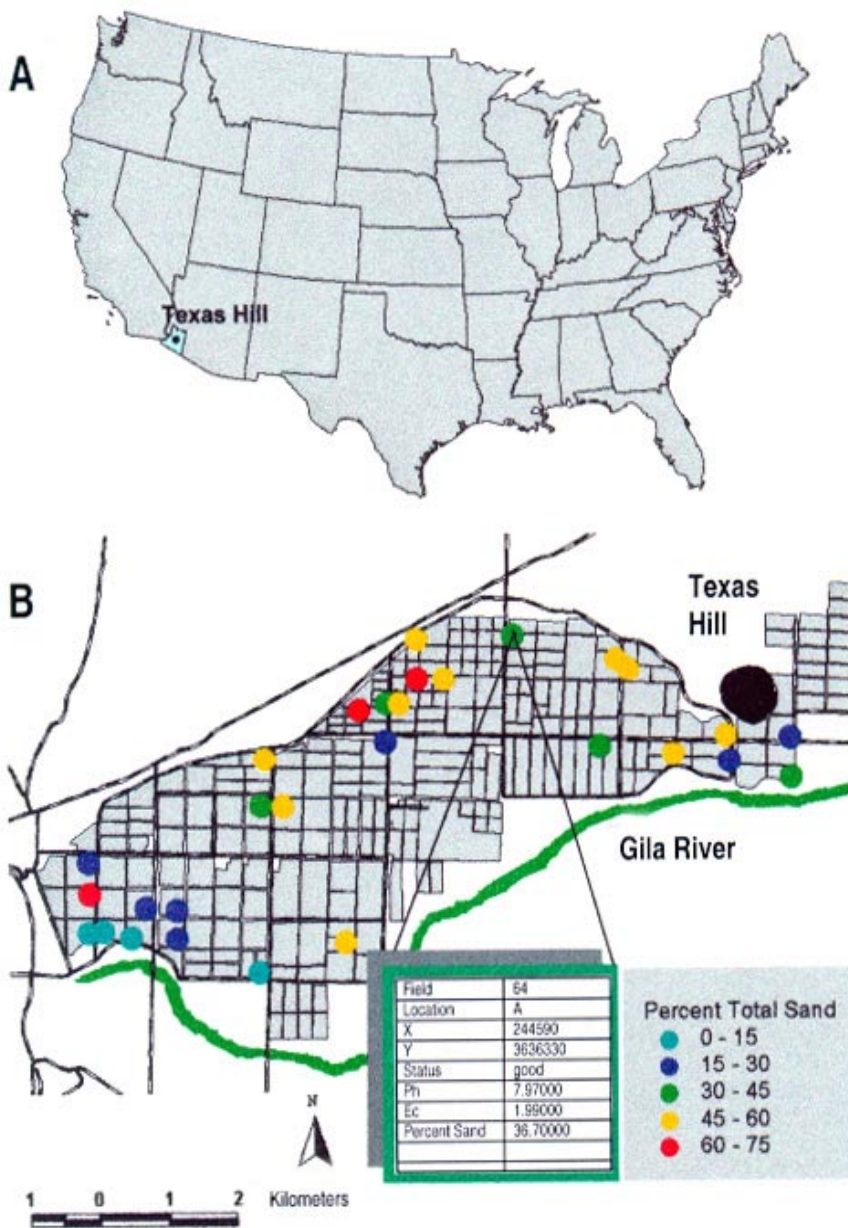 A
Texas Hill
B
Texas
Hill
Gila River
Field 64
Location A
X 244590
Y 3636330
Status good
Ph 7.97000
Ec 1.99000
Percent Sand 36.70000
Percent Total Sand
0 - 15
15 - 30
30 - 45
45 - 60
60 - 75
N
1 0 1 2 Kilometers